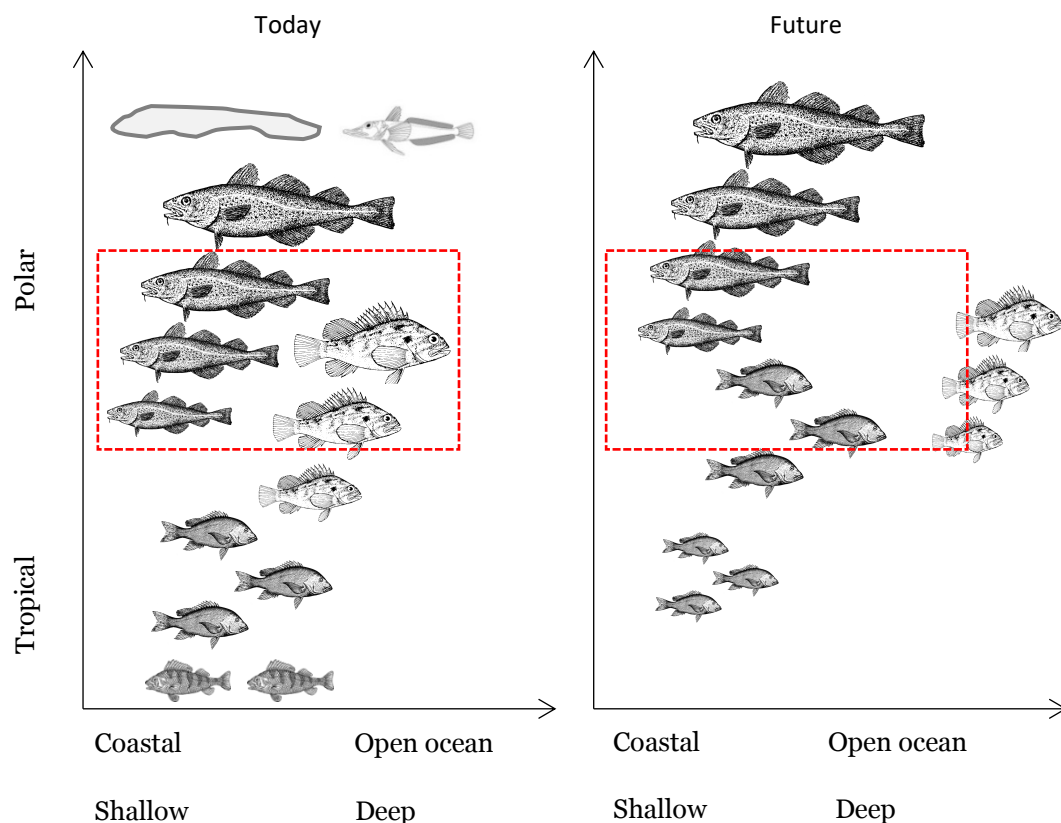 Today
Future
Polar
Tropical
Coastal
Open ocean
Coastal
Open ocean
Shallow
Deep
Shallow
Deep